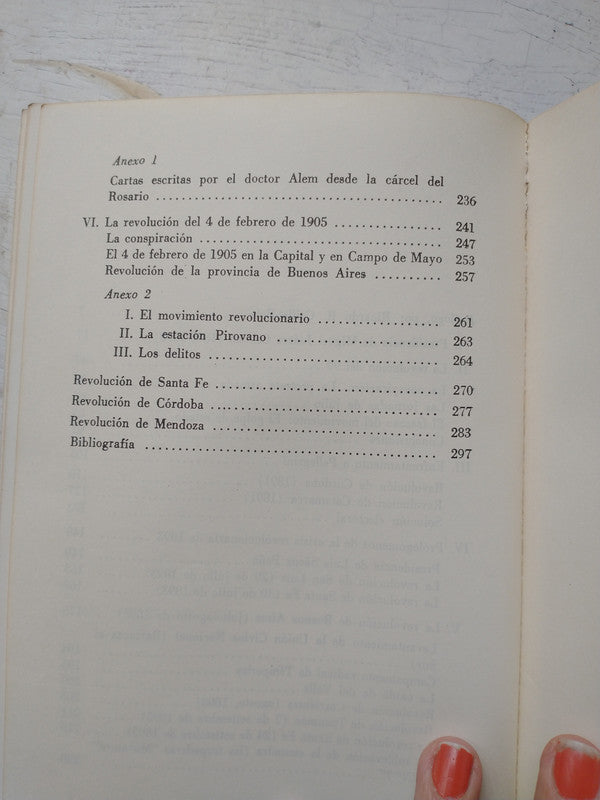 Anexo 1
Cartas escritas por el doctor Alem desde la cárcel del
Rosario ........................................ 236
VI. La revolución del 4 de febrero de 1905 ............... 241
La conspiración .................................. 247
El 4 de febrero de 1905 en la Capital y en Campo de Mayo 253
Revolución de la provincia de Buenos Aires .......... 257
Anexo 2
I. El movimiento revolucionario ................. 261
II. La estación Pirovano ....................... 263
III. Los delitos ................................. 264
Revolución de Santa Fe ............................... 270
Revolución de Córdoba ............................... 277
Revolución de Mendoza ............................... 283
Bibliografía ........................................ 297